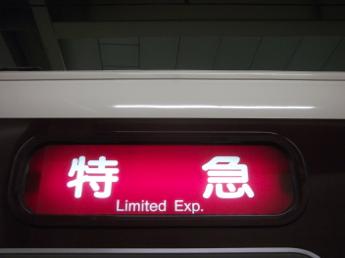 特急
Limited Exp.